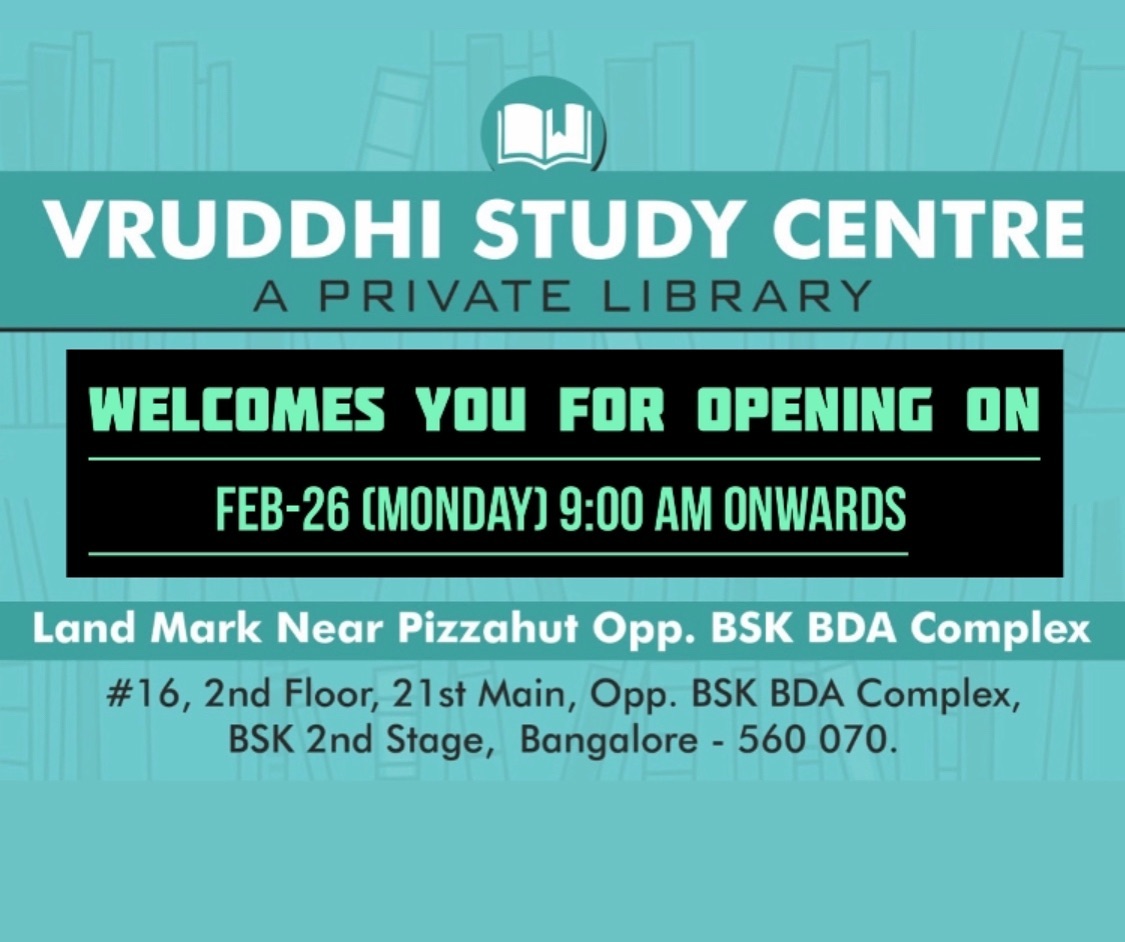 VRUDDHI STUDY CENTRE
A PRIVATE LIBRARY
WELCOMES YOU FOR OPENING ON
FEB-26 (MONDAY) 9:00 AM ONWARDS
Land Mark Near Pizzahut Opp. BSK BDA Complex
#16, 2nd Floor, 21st Main, Opp. BSK BDA Complex,
BSK 2nd Stage, Bangalore - 560 070.